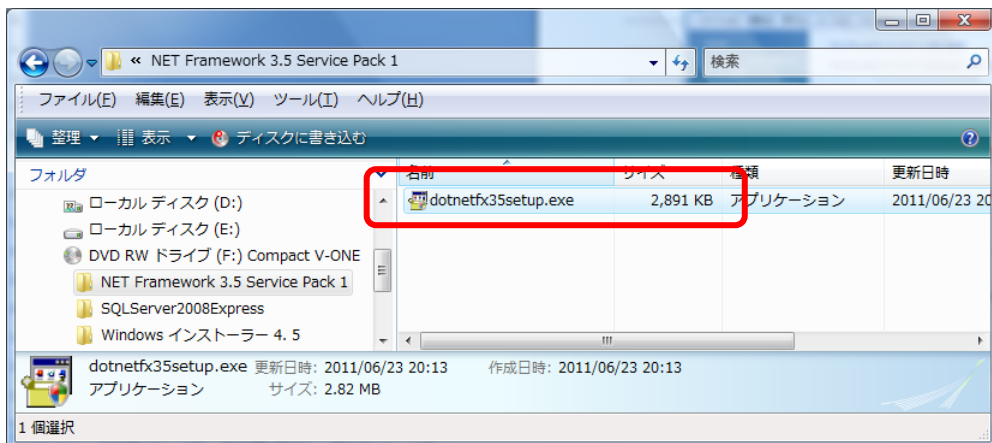 « NET Framework 3.5 Service Pack 1 検索
ファイル(F) 編集(E) 表示(V) ツール(T) ヘルプ(H)
整理 表示 ディスクに書き込む
フォルダ 名前 サイズ 種類 更新日時
ローカル ディスク (D:) dotnetfx35setup.exe 2,891 KB アプリケーション 2011/06/23 20
ローカル ディスク (E:)
DVD RW ドライブ (F:) Compact V-ONE
NET Framework 3.5 Service Pack 1
SQLServer2008Express
Windows インストーラー 4. 5
dotnetfx35setup.exe 更新日時: 2011/06/23 20:13 作成日時: 2011/06/23 20:13
アプリケーション サイズ: 2.82 MB
1 個選択